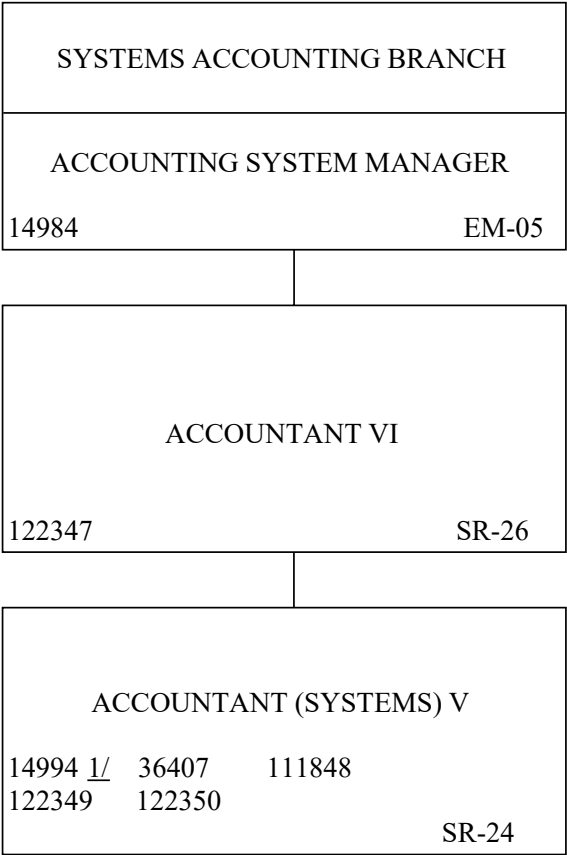 SYSTEMS ACCOUNTING BRANCH
ACCOUNTING SYSTEM MANAGER
14984 EM-05
ACCOUNTANT VI
122347 SR-26
ACCOUNTANT (SYSTEMS) V
14994 1/ 36407 111848
122349 122350
SR-24